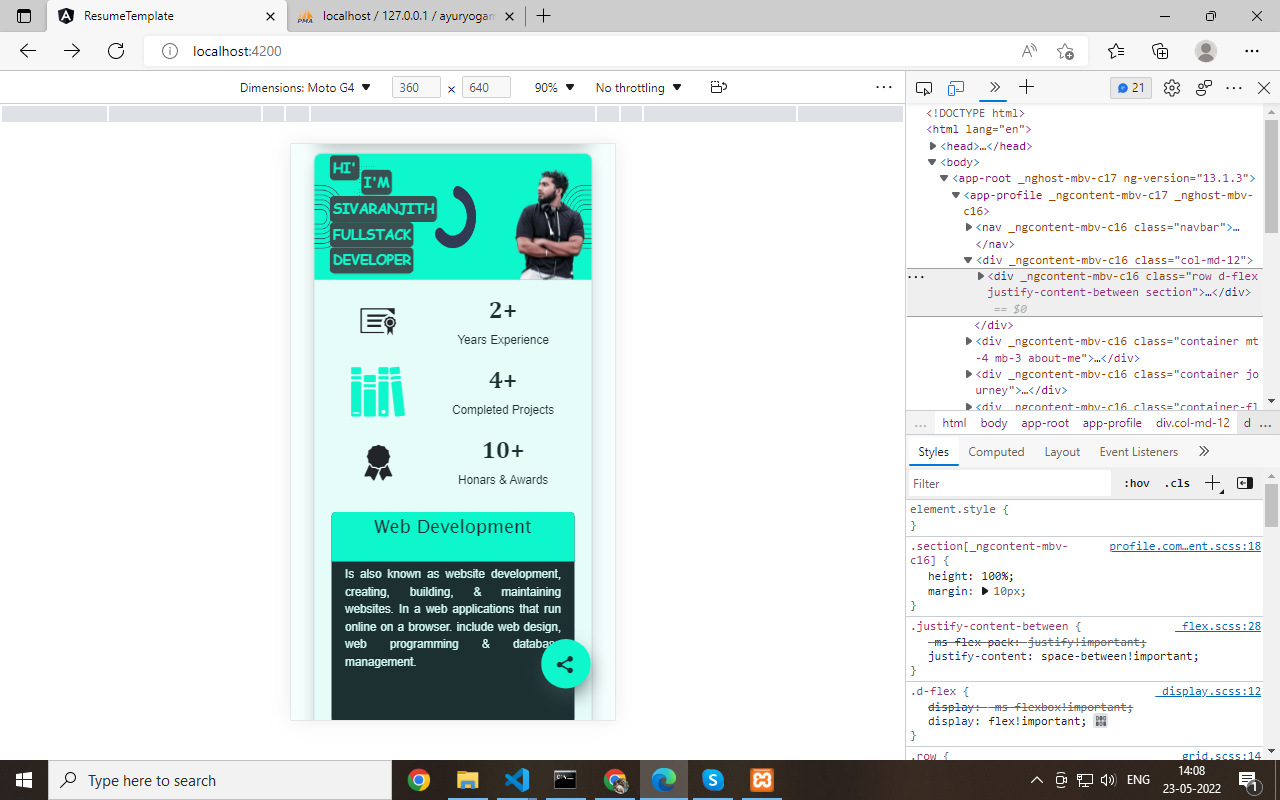 ResumeTemplate
localhost / 127.0.0.1 / ayuryogam
localhost:4200
Dimensions: Moto G4 360 × 640 90% No throttling
21
HI'
I'M
SIVARANJITH
FULLSTACK
DEVELOPER
2+
Years Experience
4+
Completed Projects
10+
Honars & Awards
Web Development
Is also known as website development,
creating, building, & maintaining
websites. In a web applications that run
online on a browser. include web design,
web programming & database
management.
<!DOCTYPE html>
<html lang="en">
<head>…</head>
<body>
<app-root _nghost-mbv-c17 ng-version="13.1.3">
<app-profile _ngcontent-mbv-c17 _nghost-mbv-
c16>
<nav _ngcontent-mbv-c16 class="navbar">…
</nav>
<div _ngcontent-mbv-c16 class="col-md-12">
<div _ngcontent-mbv-c16 class="row d-flex
justify-content-between section">…</div>
== $0
</div>
<div _ngcontent-mbv-c16 class="container mt
-4 mb-3 about-me">…</div>
<div _ngcontent-mbv-c16 class="container jo
urney">…</div>
<div _ngcontent-mbv-c16 class="container-fl
… html body app-root app-profile div.col-md-12 d …
Styles Computed Layout Event Listeners
Filter :hov .cls
element.style {
}
.section[_ngcontent-mbv- profile.com…ent.scss:18
c16] {
height: 100%;
margin: 10px;
}
.justify-content-between { _flex.scss:28
-ms-flex-pack: justify!important;
justify-content: space-between!important;
}
.d-flex { _display.scss:12
display: -ms-flexbox!important;
display: flex!important;
}
.row { grid.scss:14
Type here to search
ENG
14:08
23-05-2022
1